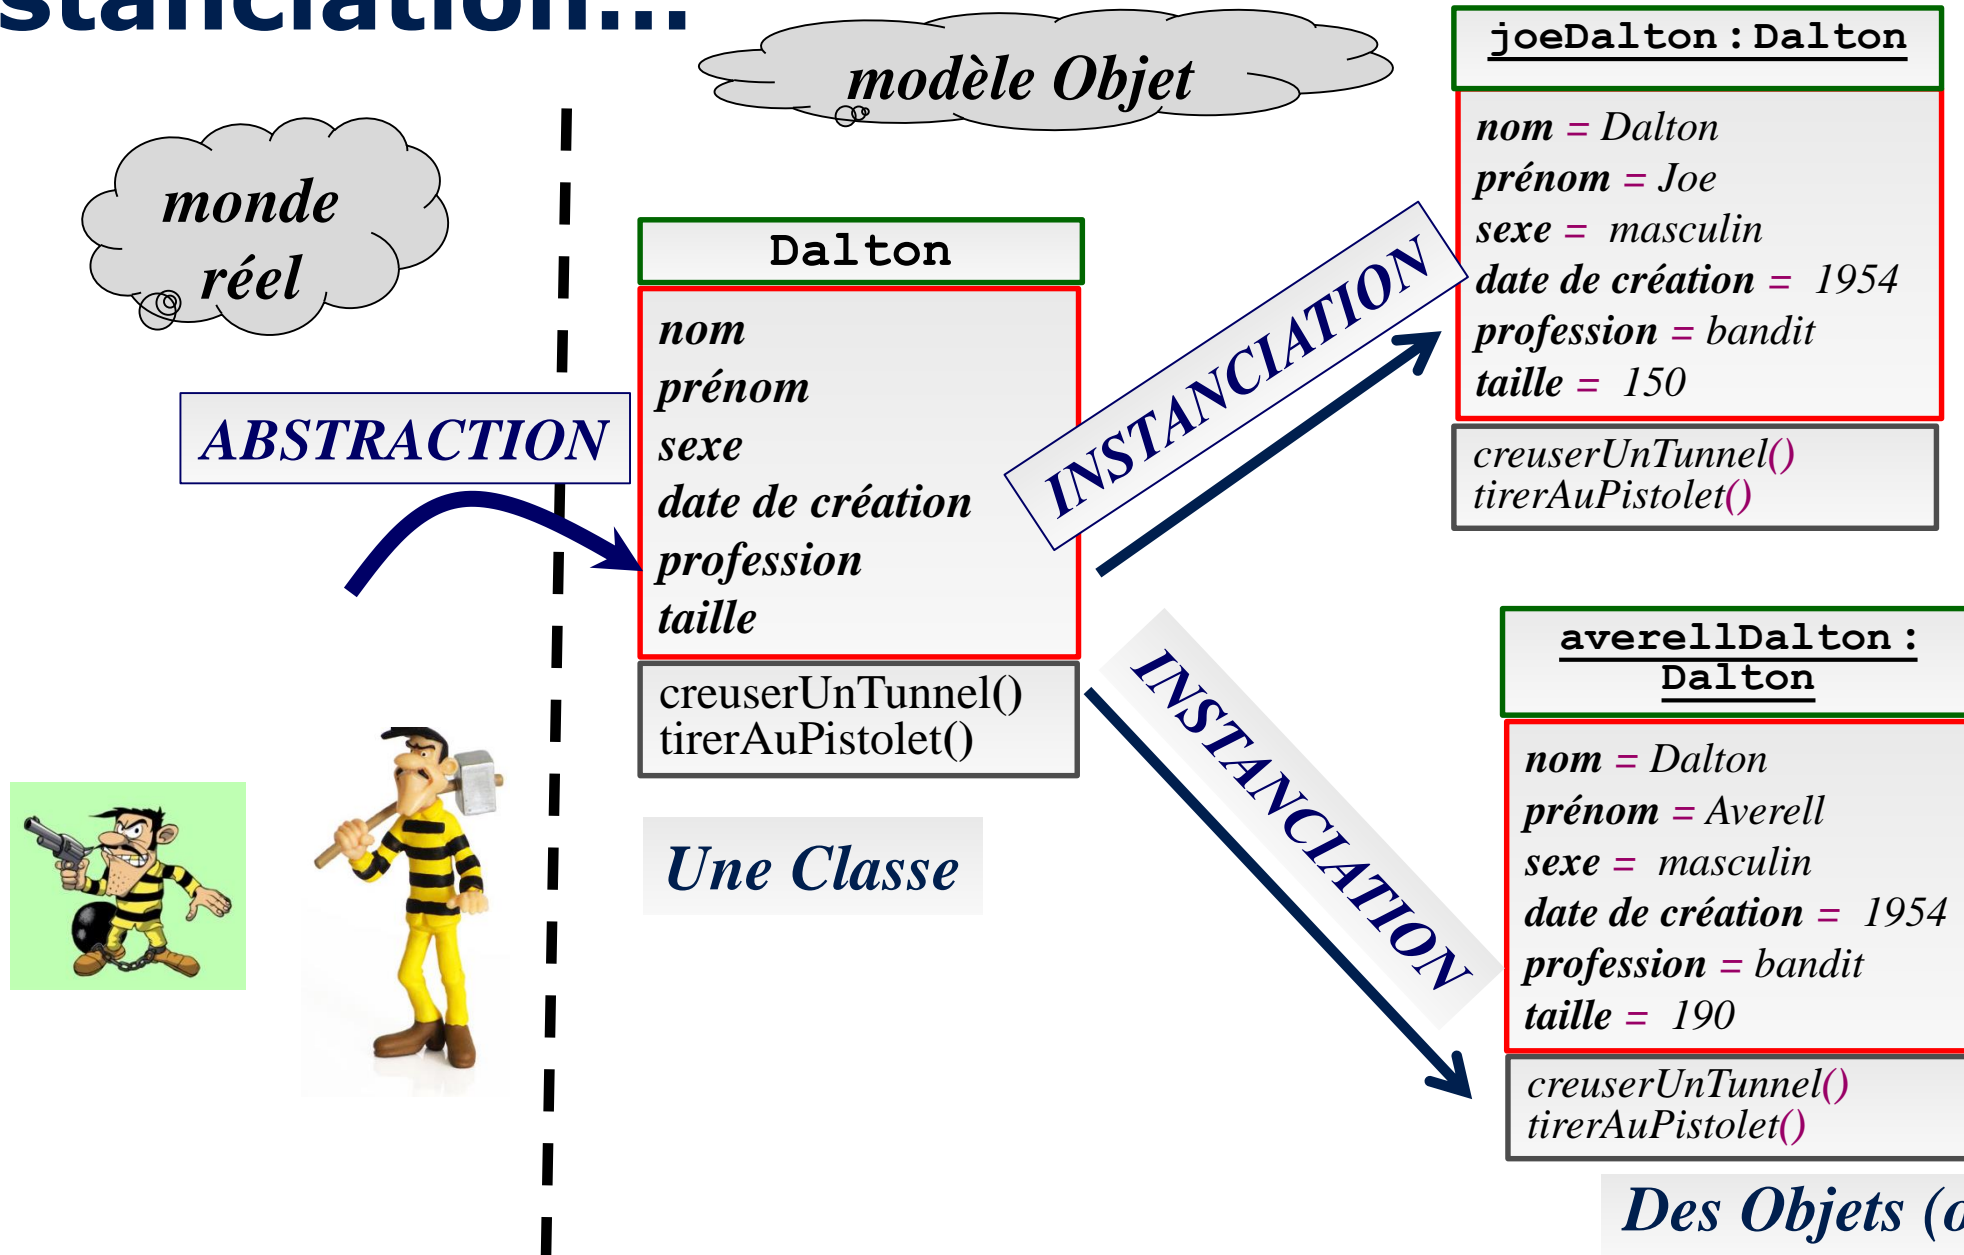 modèle Objet
monde
réel
ABSTRACTION
Dalton
nom
prénom
sexe
date de création
profession
taille
creuserUnTunnel()
tirerAuPistolet()
Une Classe
INSTANCIATION
INSTANCIATION
joeDalton : Dalton
nom = Dalton
prénom = Joe
sexe = masculin
date de création = 1954
profession = bandit
taille = 150
creuserUnTunnel()
tirerAuPistolet()
averellDalton :
Dalton
nom = Dalton
prénom = Averell
sexe = masculin
date de création = 1954
profession = bandit
taille = 190
creuserUnTunnel()
tirerAuPistolet()
Des Objets